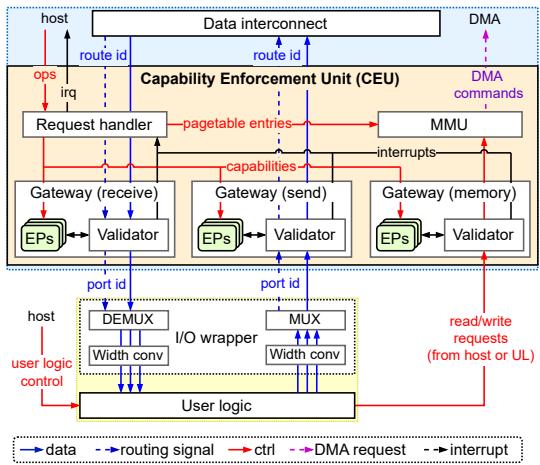 host
Data interconnect
DMA
route id
route id
ops
irq
Capability Enforcement Unit (CEU)
DMA
commands
Request handler
pagetable entries
MMU
interrupts
capabilities
Gateway (receive)
Gateway (send)
Gateway (memory)
EPs
Validator
EPs
Validator
EPs
Validator
port id
port id
host
DEMUX
MUX
I/O wrapper
Width conv
Width conv
read/write
requests
(from host or UL)
user logic
control
User logic
data
routing signal
ctrl
DMA request
interrupt